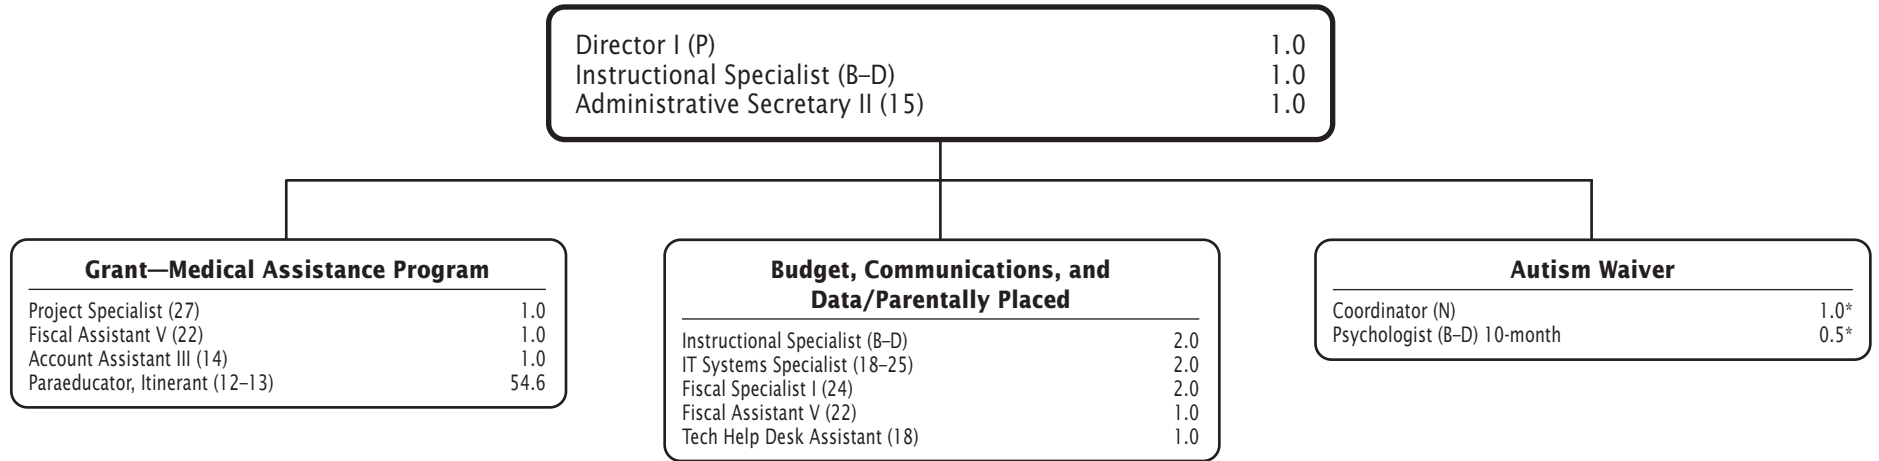 Director I (P) 1.0
Instructional Specialist (B–D) 1.0
Administrative Secretary II (15) 1.0
Grant—Medical Assistance Program
Project Specialist (27) 1.0
Fiscal Assistant V (22) 1.0
Account Assistant III (14) 1.0
Paraeducator, Itinerant (12–13) 54.6
Budget, Communications, and
Data/Parentally Placed
Instructional Specialist (B–D) 2.0
IT Systems Specialist (18–25) 2.0
Fiscal Specialist I (24) 2.0
Fiscal Assistant V (22) 1.0
Tech Help Desk Assistant (18) 1.0
Autism Waiver
Coordinator (N) 1.0*
Psychologist (B–D) 10-month 0.5*